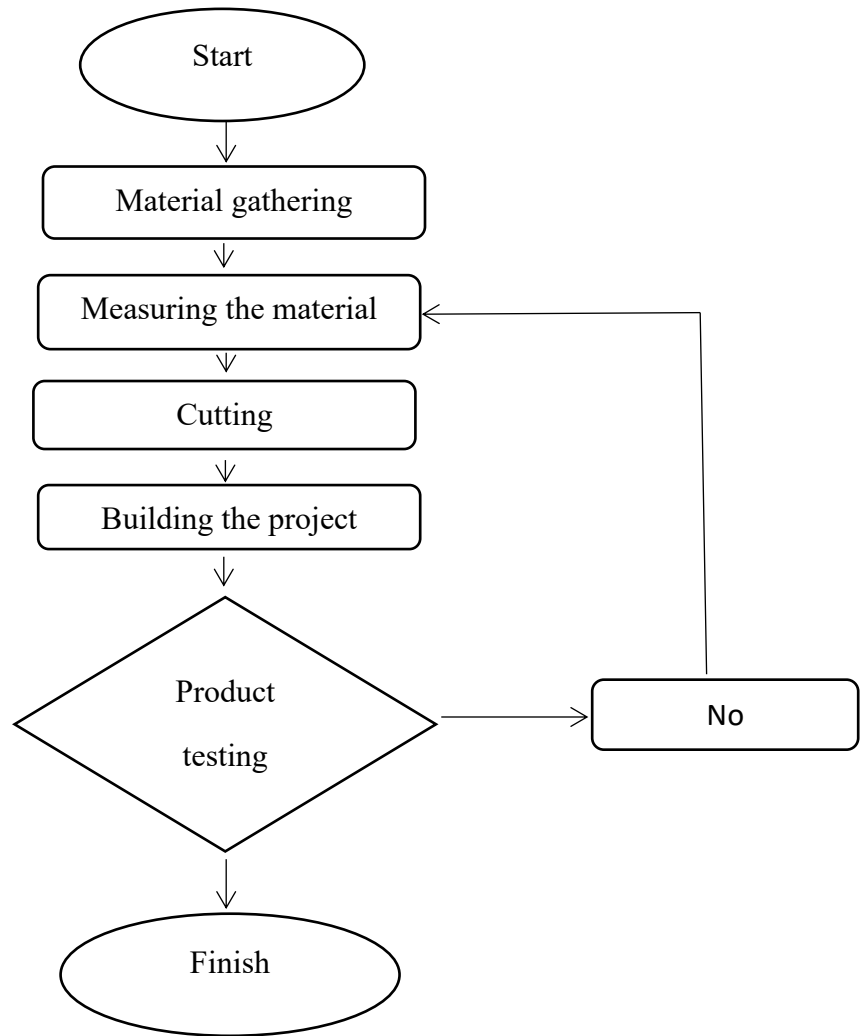 Start
Material gathering
Measuring the material
Cutting
Building the project
Product
testing
No
Finish